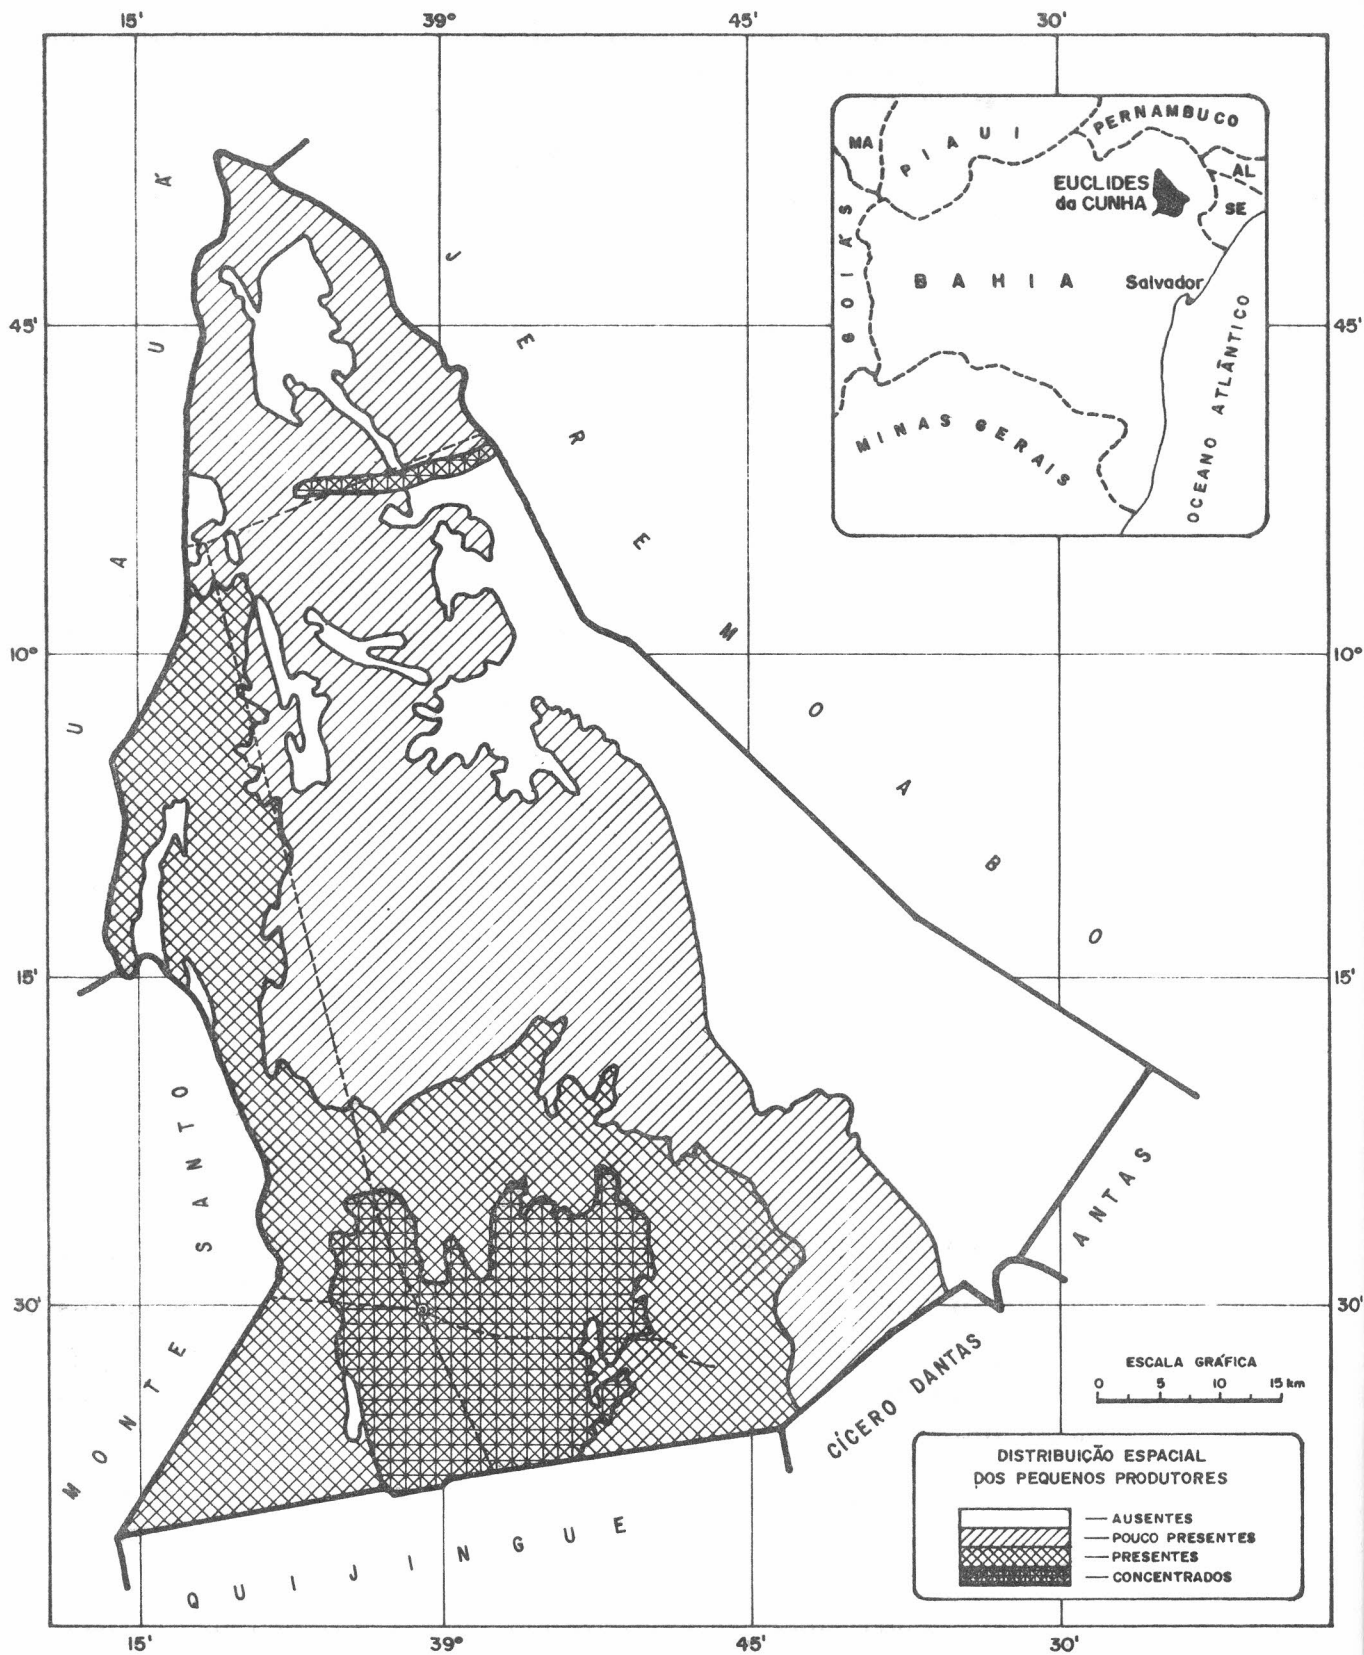 15' 39° 45' 30'
MA
PIAUI
PERNAMBUCO
AL
SE
EUCLIDES
da CUNHA
GOIÁS
BAHIA
Salvador
OCEANO ATLÂNTICO
MINAS GERAIS
UAUÁ
JEREMOABO
45' 45'
10° 10°
15' 15'
30' 30'
MONTE SANTO
ANTAS
CÍCERO DANTAS
QUIJINGUE
ESCALA GRÁFICA
0 5 10 15 km
DISTRIBUIÇÃO ESPACIAL
DOS PEQUENOS PRODUTORES
AUSENTES
POUCO PRESENTES
PRESENTES
CONCENTRADOS
15' 39° 45' 30'